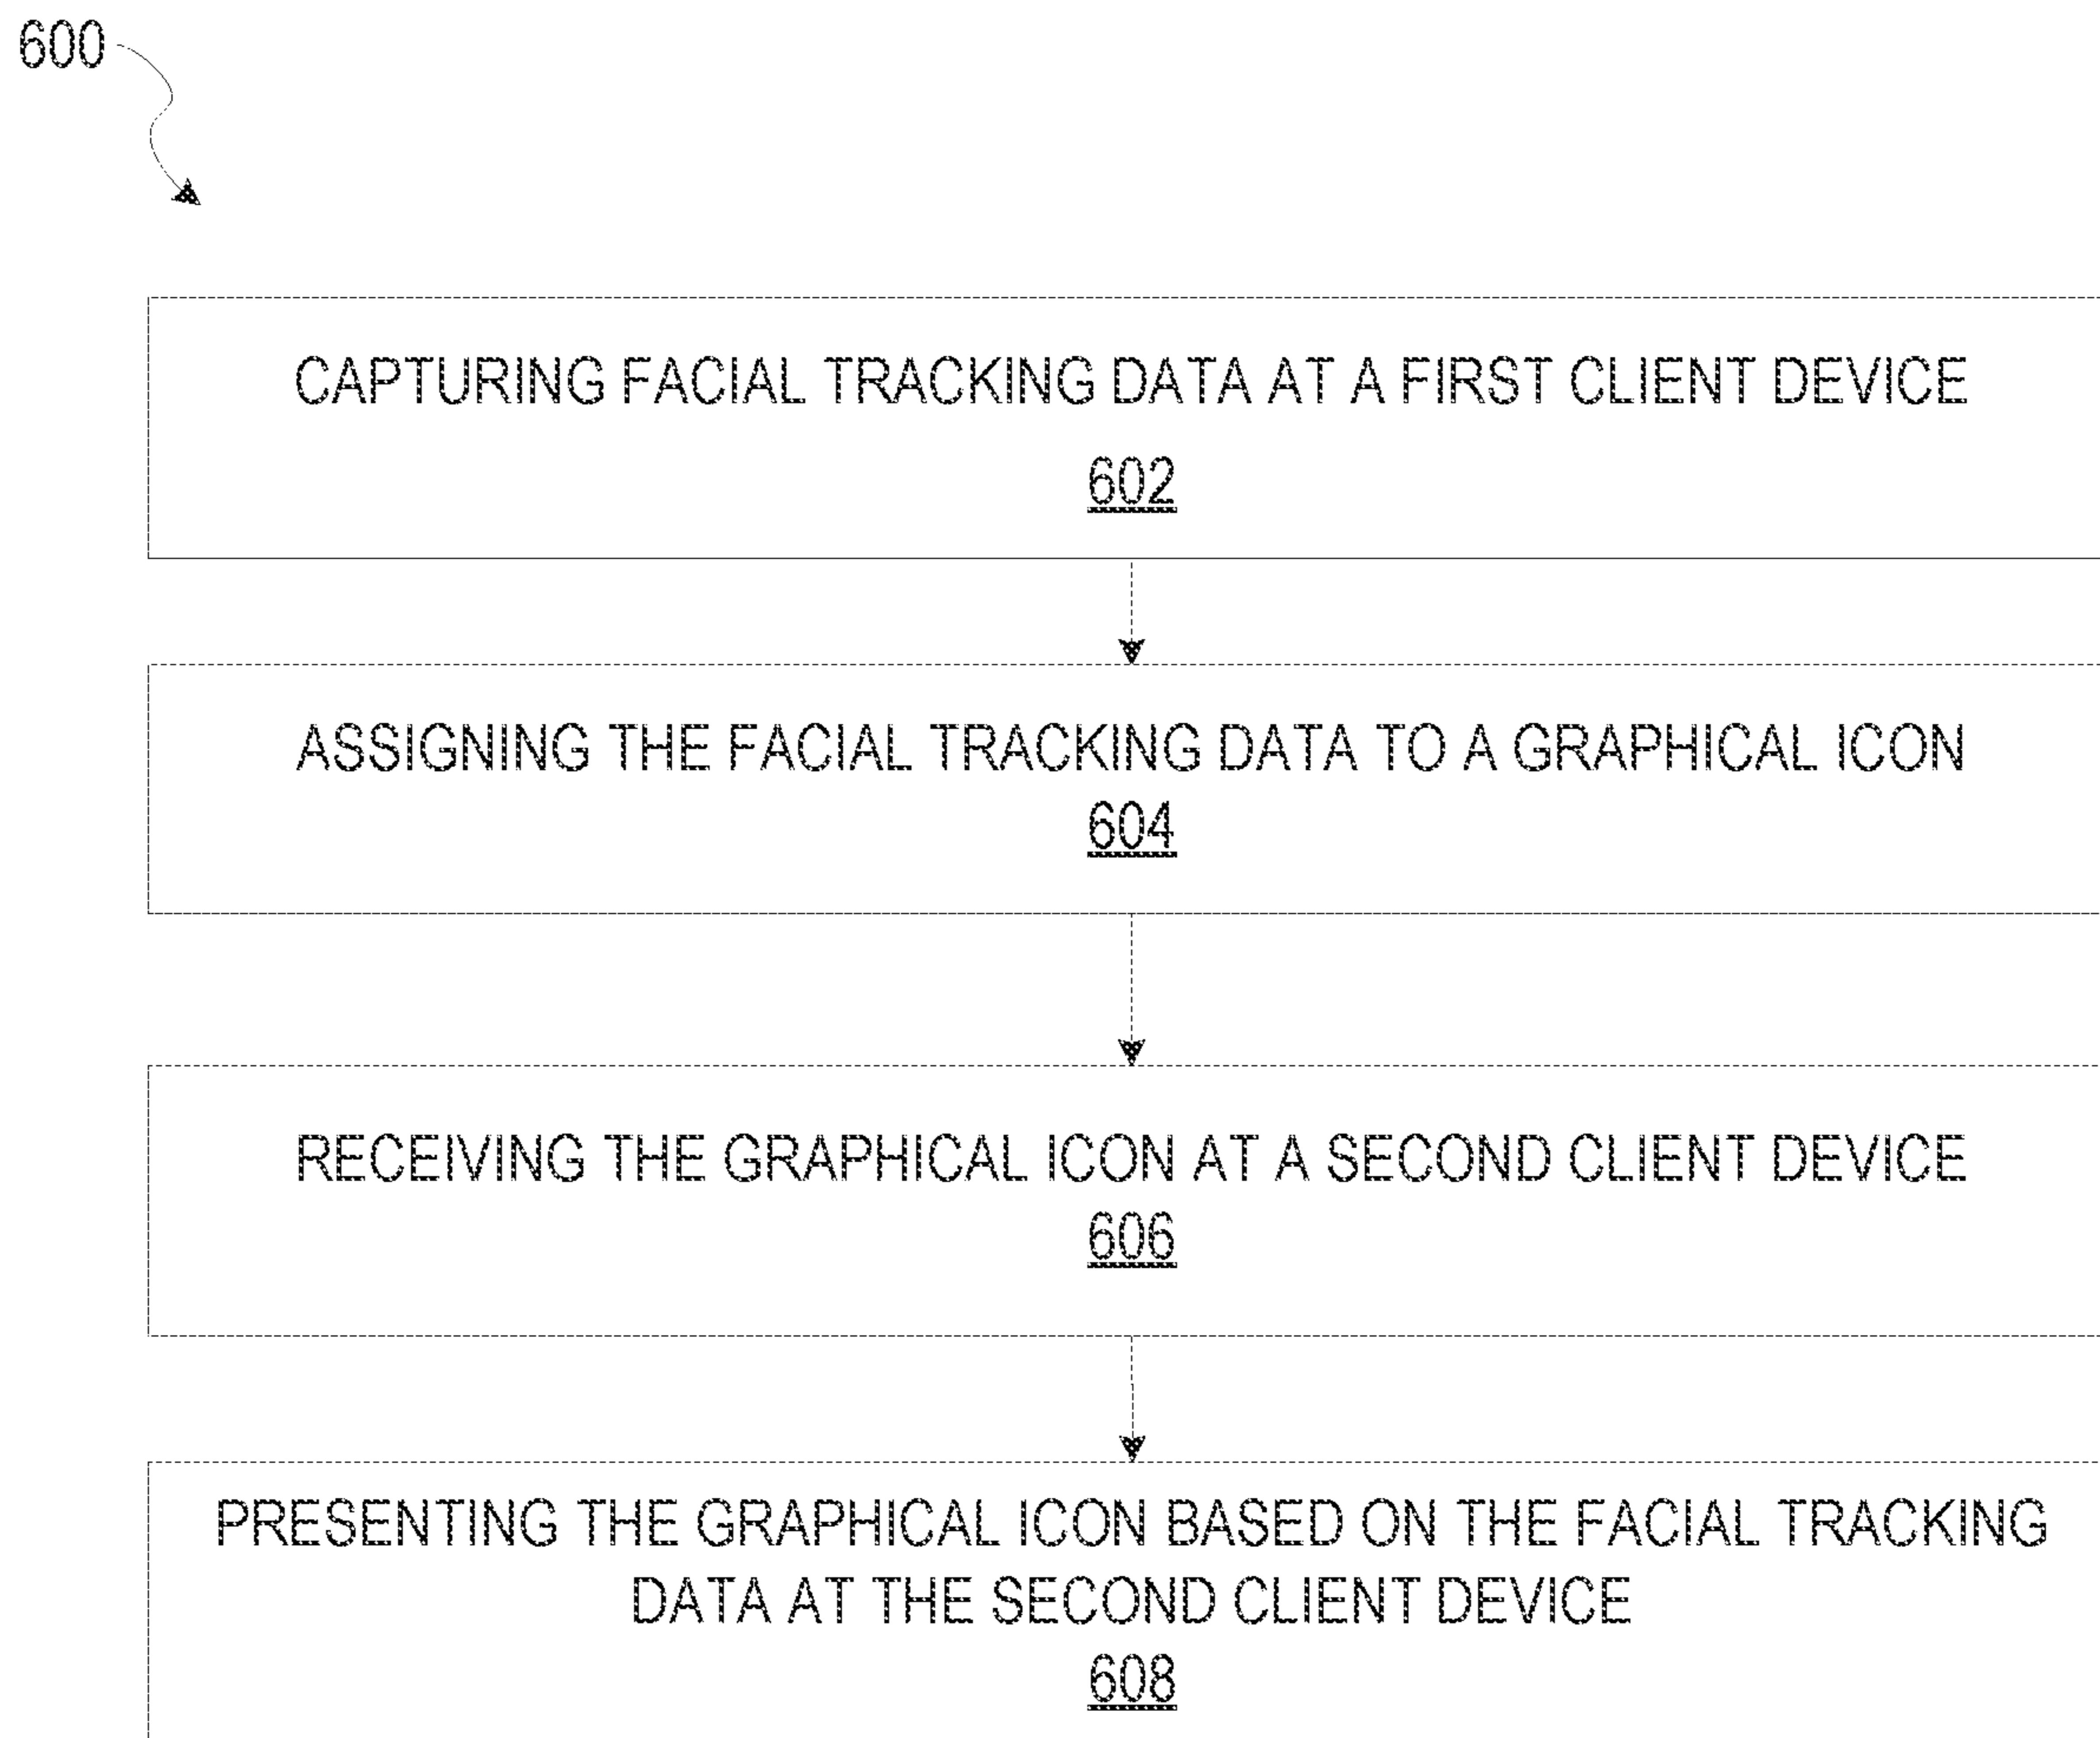 600
CAPTURING FACIAL TRACKING DATA AT A FIRST CLIENT DEVICE
602
ASSIGNING THE FACIAL TRACKING DATA TO A GRAPHICAL ICON
604
RECEIVING THE GRAPHICAL ICON AT A SECOND CLIENT DEVICE
606
PRESENTING THE GRAPHICAL ICON BASED ON THE FACIAL TRACKING
DATA AT THE SECOND CLIENT DEVICE
608